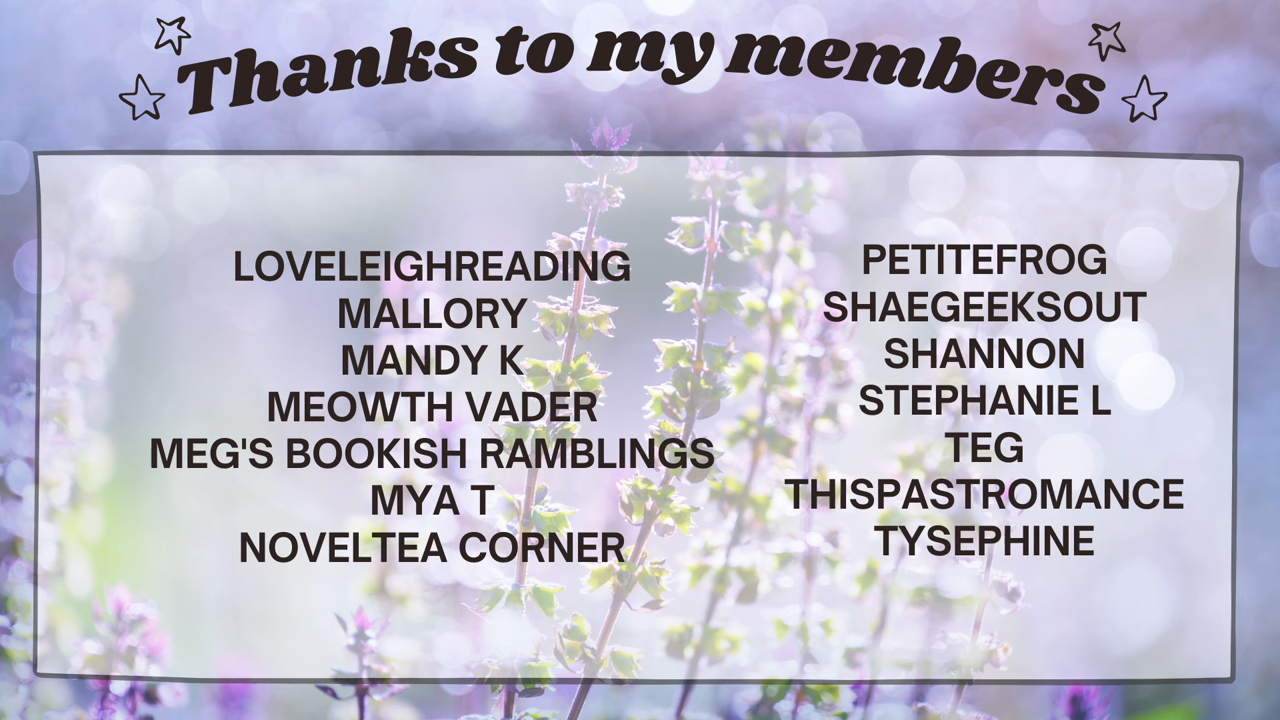 Thanks to my members
LOVELEIGHREADING
MALLORY
MANDY K
MEOWTH VADER
MEG'S BOOKISH RAMBLINGS
MYA T
NOVELTEA CORNER
PETITEFROG
SHAEGEEKSOUT
SHANNON
STEPHANIE L
TEG
THISPASTROMANCE
TYSEPHINE